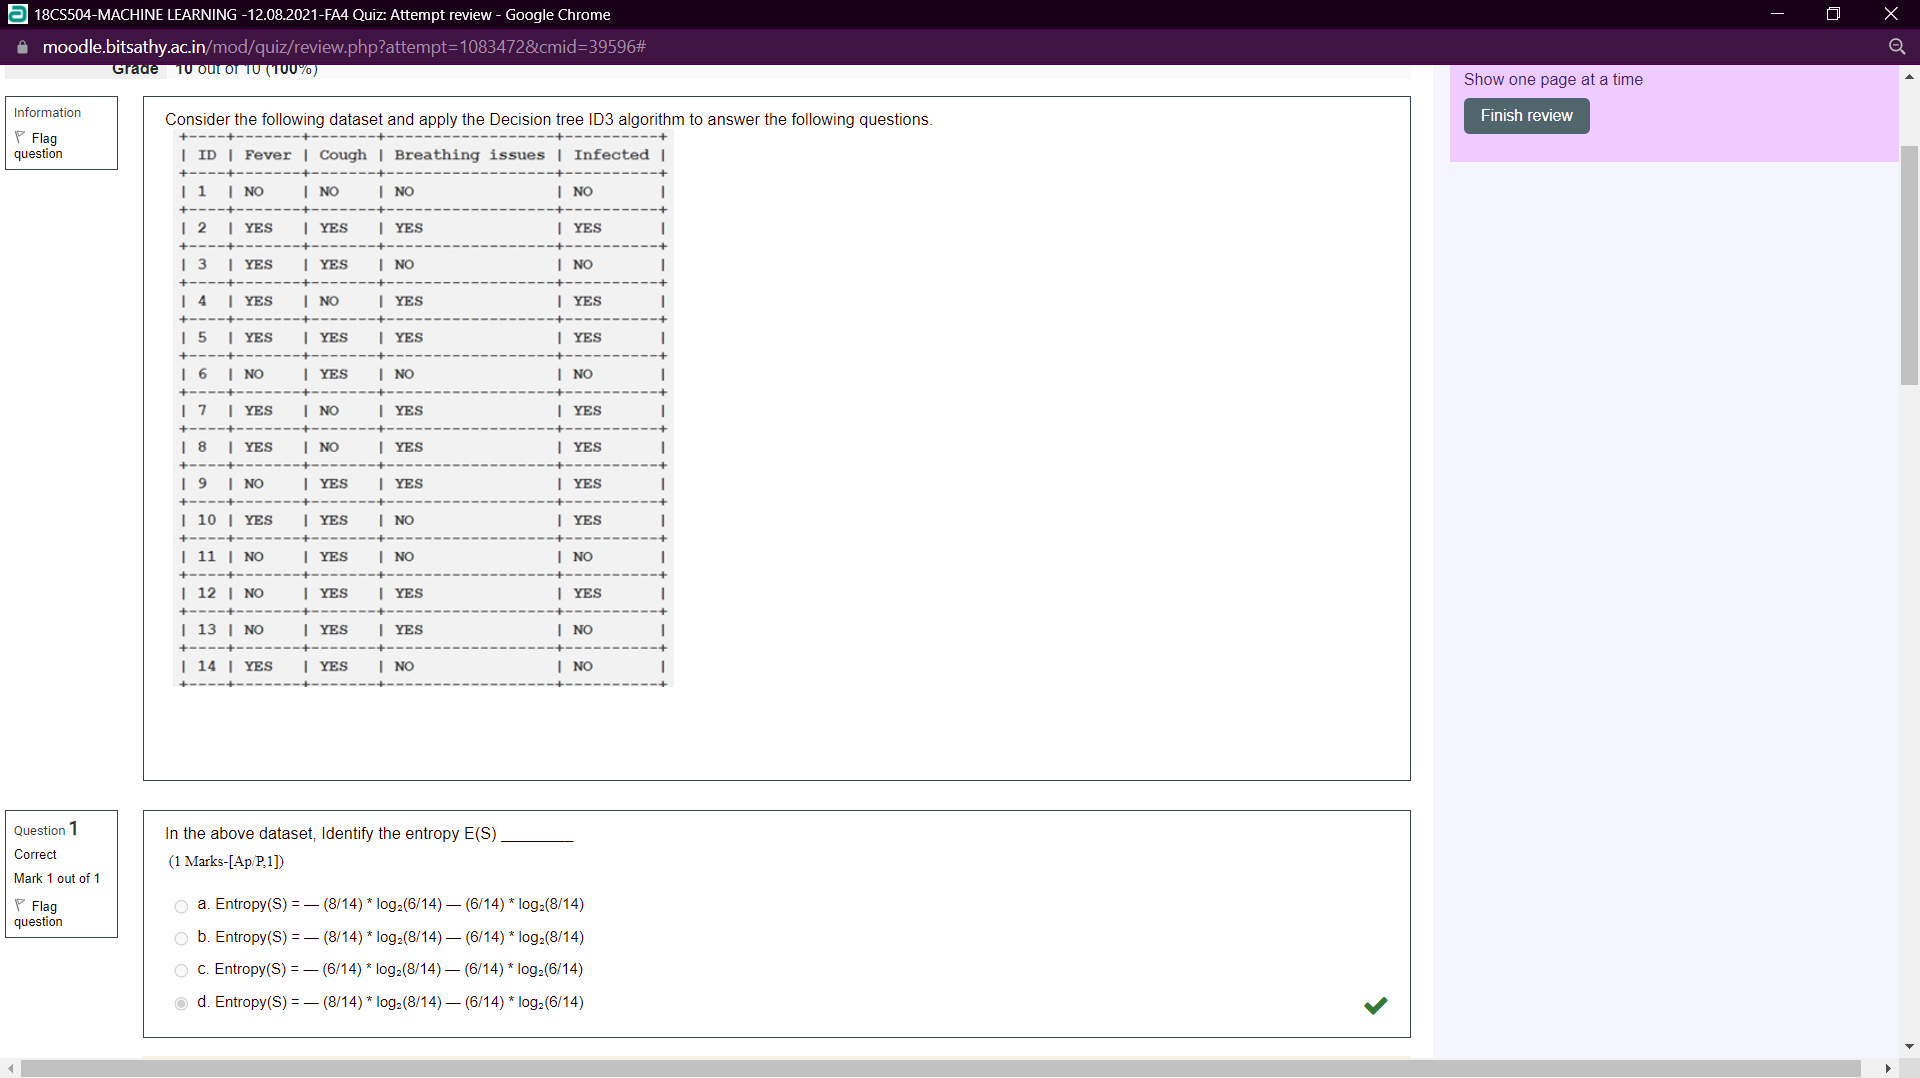 18CS504-MACHINE LEARNING -12.08.2021-FA4 Quiz: Attempt review - Google Chrome
moodle.bitsathy.ac.in/mod/quiz/review.php?attempt=1083472&cmid=39596#
Grade 10 out of 10 (100%)
Show one page at a time
Finish review
Information
Flag
question
Consider the following dataset and apply the Decision tree ID3 algorithm to answer the following questions.
+----+-------+-------+------------------+----------+
| ID | Fever | Cough | Breathing issues | Infected |
+----+-------+-------+------------------+----------+
| 1 | NO | NO | NO | NO |
+----+-------+-------+------------------+----------+
| 2 | YES | YES | YES | YES |
+----+-------+-------+------------------+----------+
| 3 | YES | YES | NO | NO |
+----+-------+-------+------------------+----------+
| 4 | YES | NO | YES | YES |
+----+-------+-------+------------------+----------+
| 5 | YES | YES | YES | YES |
+----+-------+-------+------------------+----------+
| 6 | NO | YES | NO | NO |
+----+-------+-------+------------------+----------+
| 7 | YES | NO | YES | YES |
+----+-------+-------+------------------+----------+
| 8 | YES | NO | YES | YES |
+----+-------+-------+------------------+----------+
| 9 | NO | YES | YES | YES |
+----+-------+-------+------------------+----------+
| 10 | YES | YES | NO | YES |
+----+-------+-------+------------------+----------+
| 11 | NO | YES | NO | NO |
+----+-------+-------+------------------+----------+
| 12 | NO | YES | YES | YES |
+----+-------+-------+------------------+----------+
| 13 | NO | YES | YES | NO |
+----+-------+-------+------------------+----------+
| 14 | YES | YES | NO | NO |
+----+-------+-------+------------------+----------+
Question 1
Correct
Mark 1 out of 1
Flag
question
In the above dataset, Identify the entropy E(S) ________
(1 Marks-[Ap/P,1])
a. Entropy(S) = — (8/14) * log₂(6/14) — (6/14) * log₂(8/14)
b. Entropy(S) = — (8/14) * log₂(8/14) — (6/14) * log₂(8/14)
c. Entropy(S) = — (6/14) * log₂(8/14) — (6/14) * log₂(6/14)
d. Entropy(S) = — (8/14) * log₂(8/14) — (6/14) * log₂(6/14)